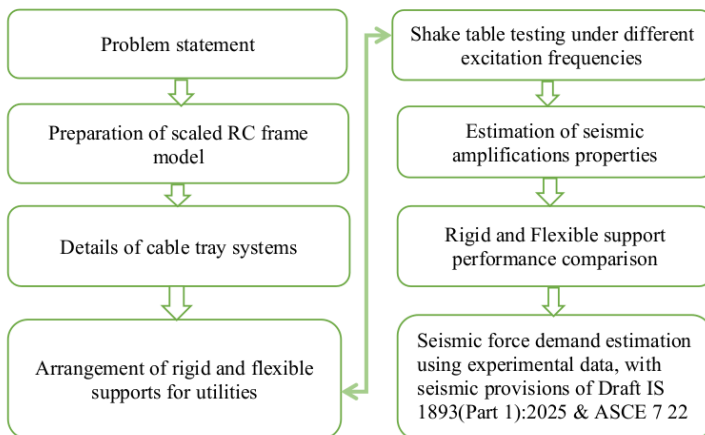 Problem statement
Preparation of scaled RC frame
model
Details of cable tray systems
Arrangement of rigid and flexible
supports for utilities
Shake table testing under different
excitation frequencies
Estimation of seismic
amplifications properties
Rigid and Flexible support
performance comparison
Seismic force demand estimation
using experimental data, with
seismic provisions of Draft IS
1893(Part 1):2025 & ASCE 7 22